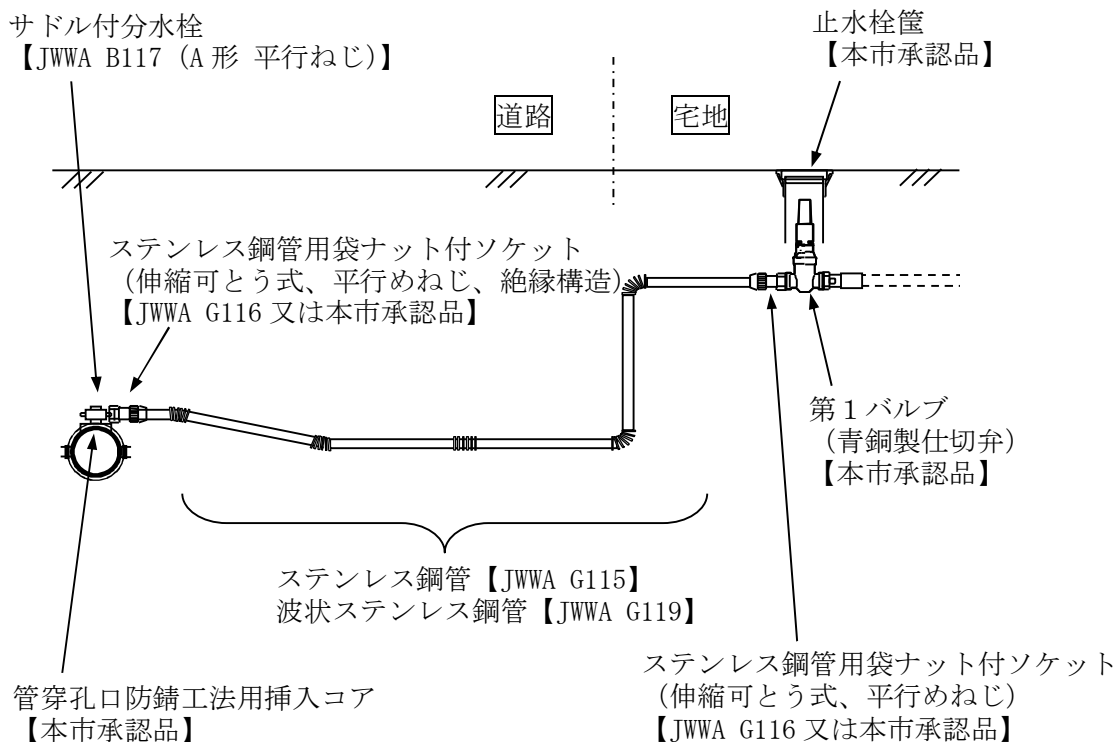 サドル付分水栓
【JWWA B117（A形 平行ねじ）】
止水栓筺
【本市承認品】
道路
宅地
ステンレス鋼管用袋ナット付ソケット
（伸縮可とう式、平行めねじ、絶縁構造）
【JWWA G116又は本市承認品】
第１バルブ
（青銅製仕切弁）
【本市承認品】
ステンレス鋼管【JWWA G115】
波状ステンレス鋼管【JWWA G119】
ステンレス鋼管用袋ナット付ソケット
（伸縮可とう式、平行めねじ）
【JWWA G116又は本市承認品】
管穿孔口防錆工法用挿入コア
【本市承認品】